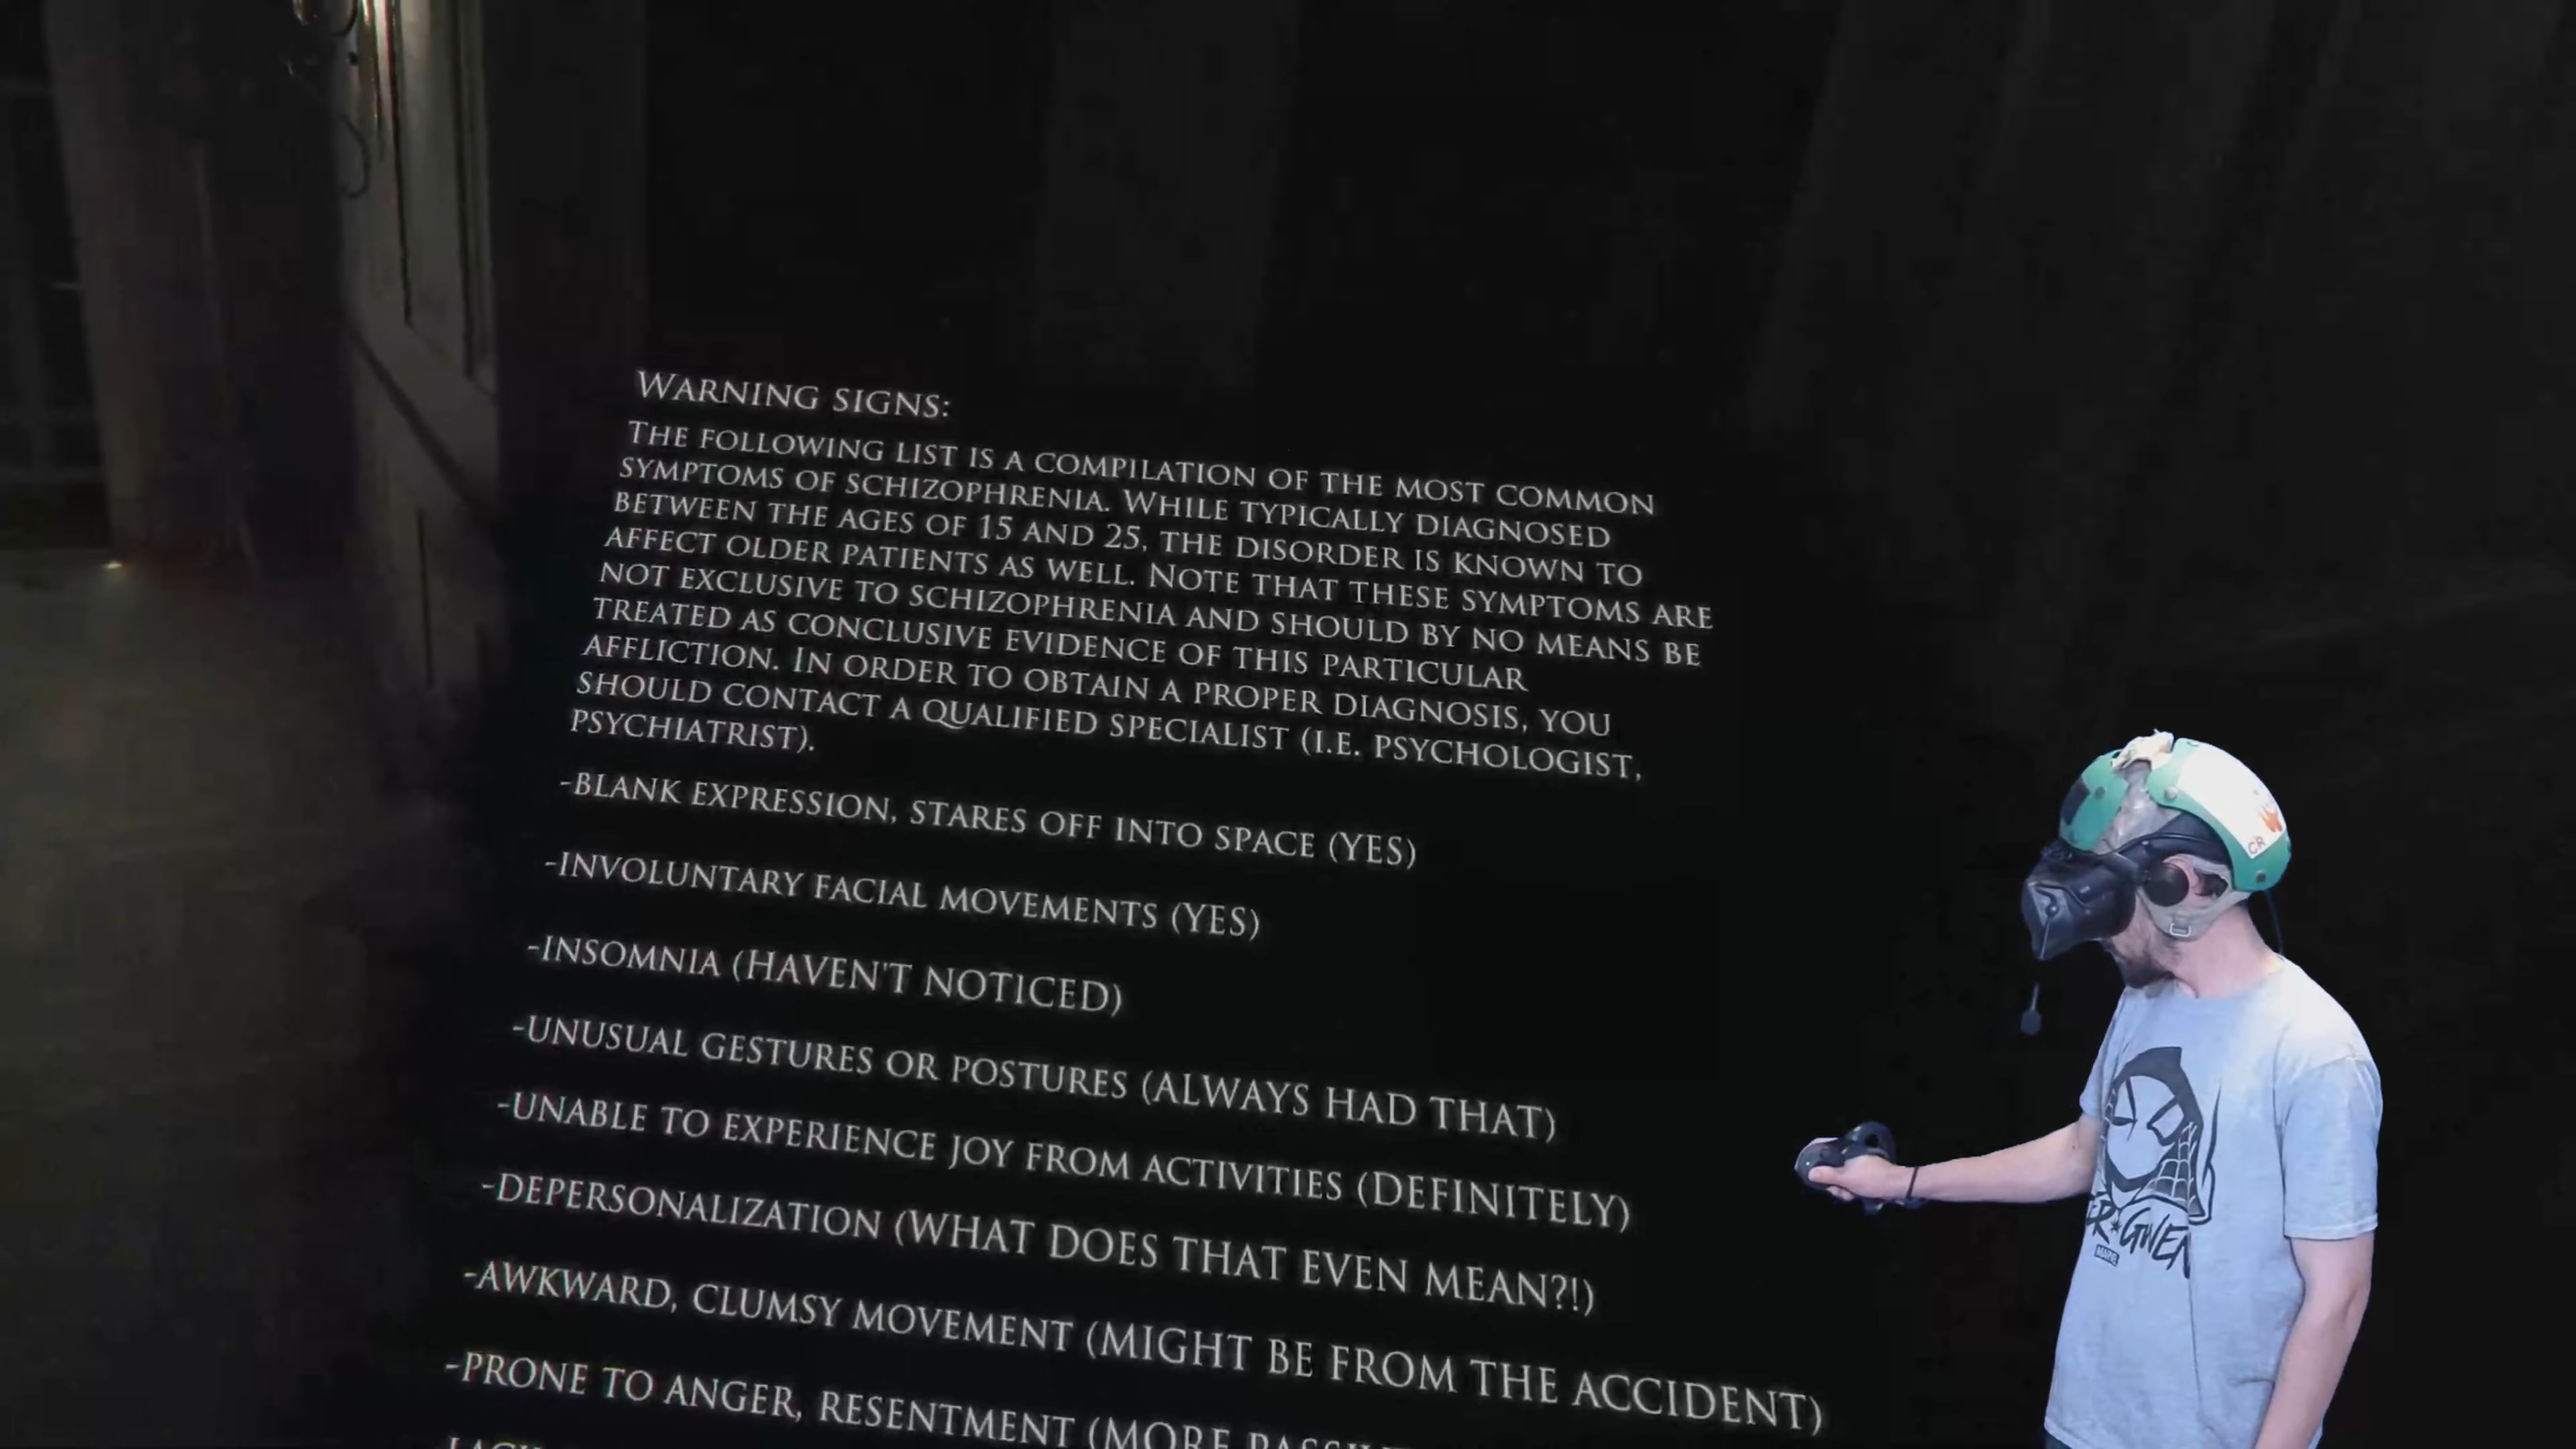 WARNING SIGNS:
THE FOLLOWING LIST IS A COMPILATION OF THE MOST COMMON
SYMPTOMS OF SCHIZOPHRENIA. WHILE TYPICALLY DIAGNOSED
BETWEEN THE AGES OF 15 AND 25, THE DISORDER IS KNOWN TO
AFFECT OLDER PATIENTS AS WELL. NOTE THAT THESE SYMPTOMS ARE
NOT EXCLUSIVE TO SCHIZOPHRENIA AND SHOULD BY NO MEANS BE
TREATED AS CONCLUSIVE EVIDENCE OF THIS PARTICULAR
AFFLICTION. IN ORDER TO OBTAIN A PROPER DIAGNOSIS, YOU
SHOULD CONTACT A QUALIFIED SPECIALIST (I.E. PSYCHOLOGIST,
PSYCHIATRIST).
-BLANK EXPRESSION, STARES OFF INTO SPACE (YES)
-INVOLUNTARY FACIAL MOVEMENTS (YES)
-INSOMNIA (HAVEN'T NOTICED)
-UNUSUAL GESTURES OR POSTURES (ALWAYS HAD THAT)
-UNABLE TO EXPERIENCE JOY FROM ACTIVITIES (DEFINITELY)
-DEPERSONALIZATION (WHAT DOES THAT EVEN MEAN?!)
-AWKWARD, CLUMSY MOVEMENT (MIGHT BE FROM THE ACCIDENT)
-PRONE TO ANGER, RESENTMENT (MORE
CR
GWEN
MARVEL